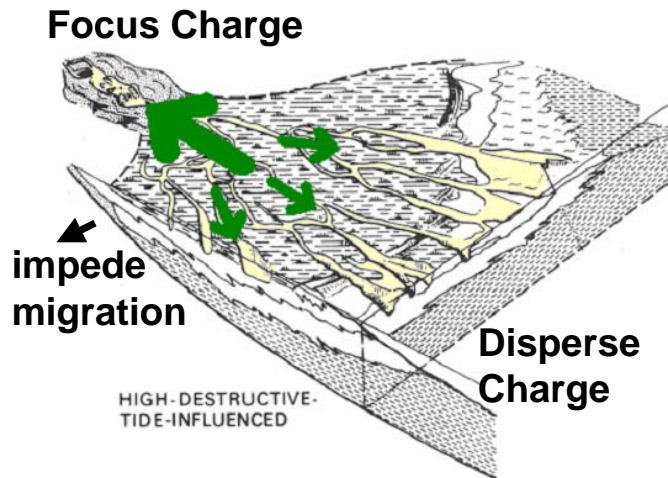 Focus Charge
impede
migration
Disperse
Charge
HIGH-DESTRUCTIVE-
TIDE-INFLUENCED